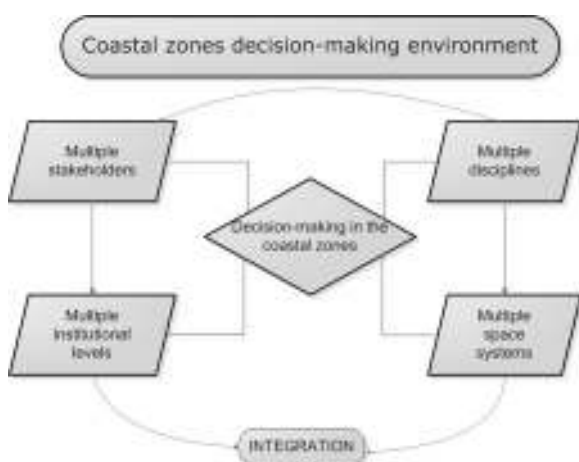 Coastal zones decision-making environment
Multiple
stakeholders
Multiple
disciplines
Decision-making in the
coastal zones
Multiple
institutional
levels
Multiple
space
systems
INTEGRATION